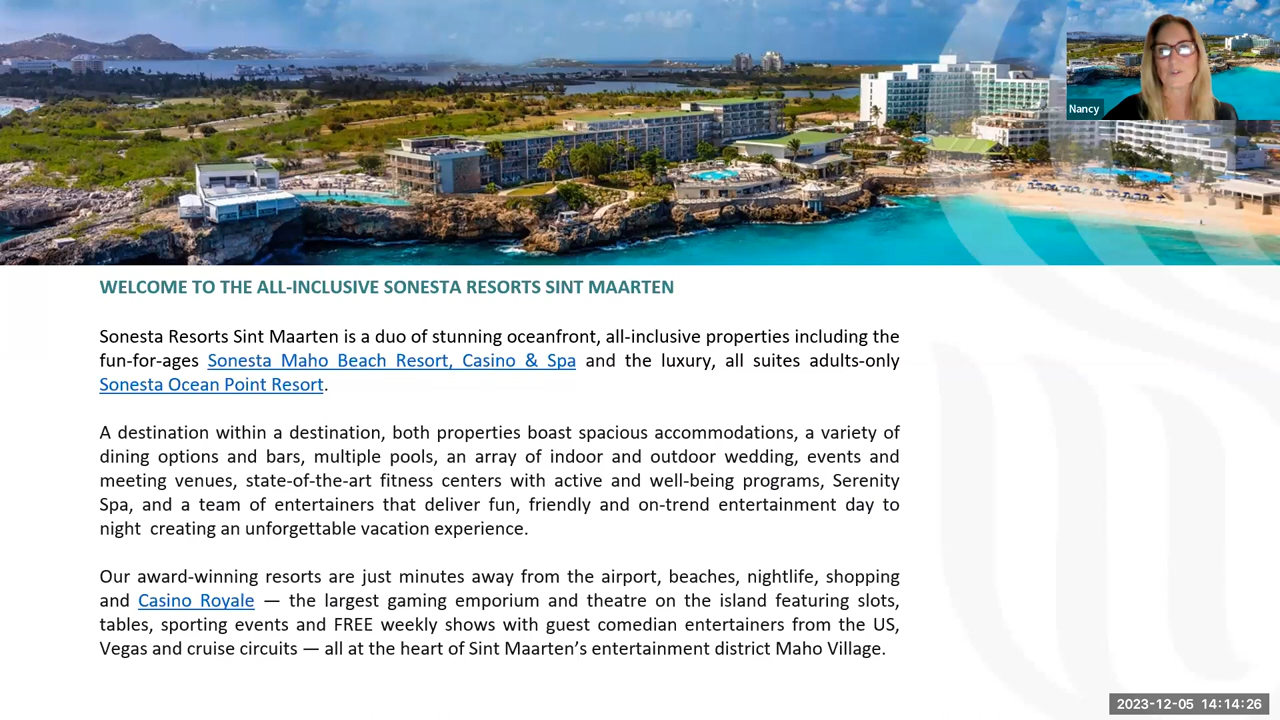 Nancy
WELCOME TO THE ALL-INCLUSIVE SONESTA RESORTS SINT MAARTEN
Sonesta Resorts Sint Maarten is a duo of stunning oceanfront, all-inclusive properties including the
fun-for-ages Sonesta Maho Beach Resort, Casino & Spa and the luxury, all suites adults-only
Sonesta Ocean Point Resort.
A destination within a destination, both properties boast spacious accommodations, a variety of
dining options and bars, multiple pools, an array of indoor and outdoor wedding, events and
meeting venues, state-of-the-art fitness centers with active and well-being programs, Serenity
Spa, and a team of entertainers that deliver fun, friendly and on-trend entertainment day to
night creating an unforgettable vacation experience.
Our award-winning resorts are just minutes away from the airport, beaches, nightlife, shopping
and Casino Royale — the largest gaming emporium and theatre on the island featuring slots,
tables, sporting events and FREE weekly shows with guest comedian entertainers from the US,
Vegas and cruise circuits — all at the heart of Sint Maarten’s entertainment district Maho Village.
2023-12-05 14:14:26